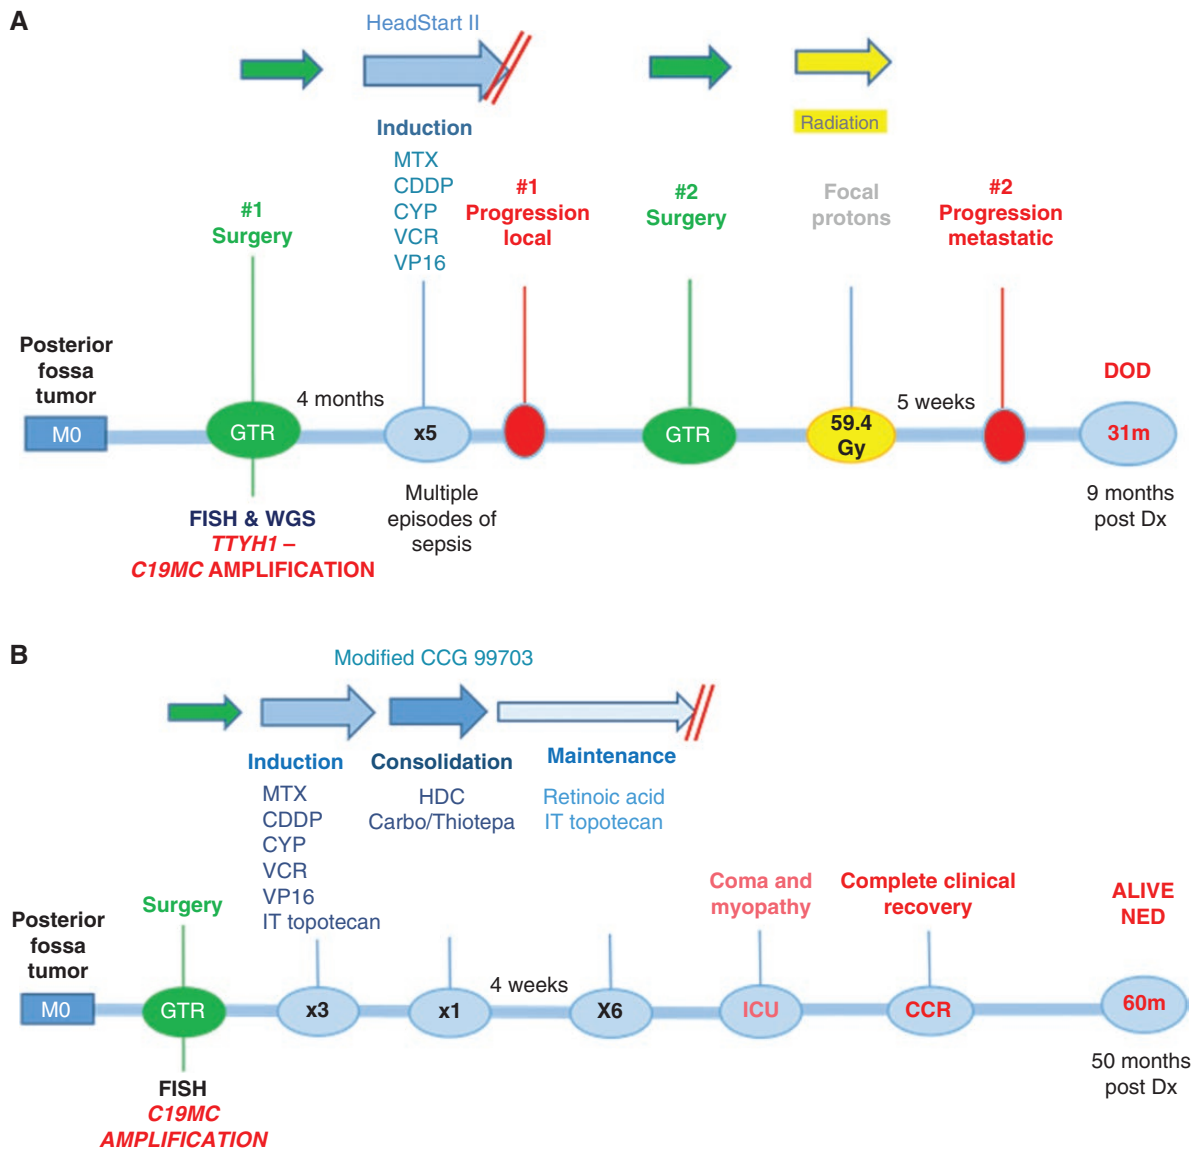 A
HeadStart II
Induction
MTX
CDDP
CYP
VCR
VP16
Radiation
#1
Surgery
#1
Progression
local
#2
Surgery
Focal
protons
#2
Progression
metastatic
Posterior
fossa
tumor
M0
GTR
4 months
x5
GTR
59.4
Gy
5 weeks
DOD
31m
FISH & WGS
TTYH1 –
C19MC AMPLIFICATION
Multiple
episodes of
sepsis
9 months
post Dx
B
Modified CCG 99703
Induction
MTX
CDDP
CYP
VCR
VP16
IT topotecan
Consolidation
HDC
Carbo/Thiotepa
Maintenance
Retinoic acid
IT topotecan
Surgery
Coma and
myopathy
Complete clinical
recovery
ALIVE
NED
Posterior
fossa
tumor
M0
GTR
x3
x1
4 weeks
X6
ICU
CCR
60m
FISH
C19MC
AMPLIFICATION
50 months
post Dx